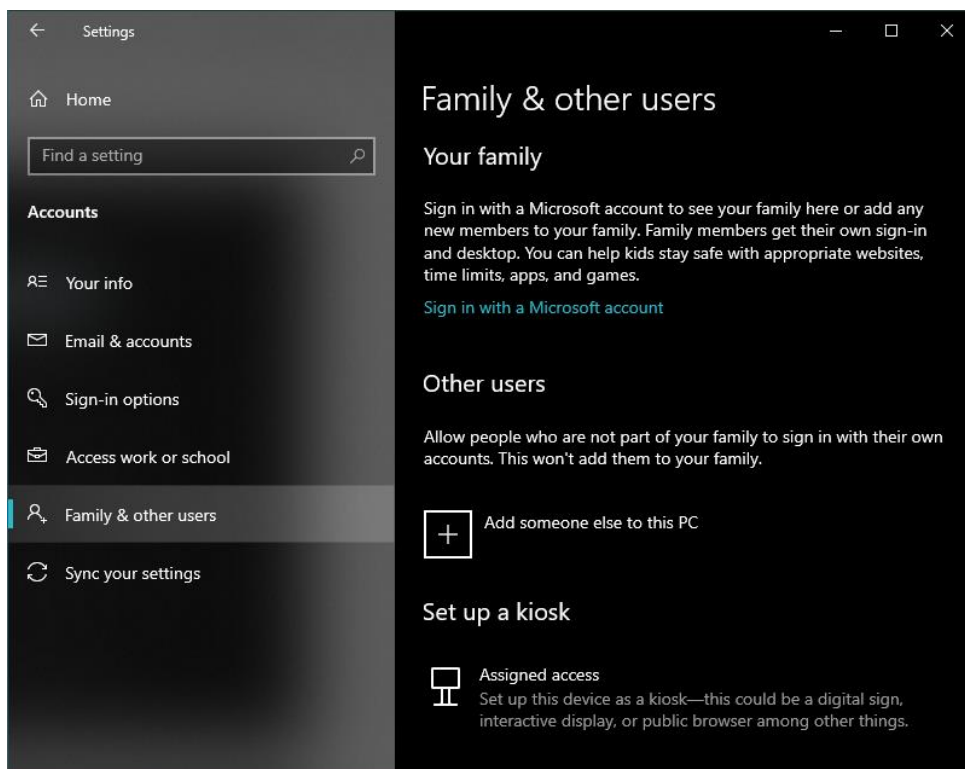 Settings
Home
Find a setting
Accounts
Your info
Email & accounts
Sign-in options
Access work or school
Family & other users
Sync your settings
Family & other users
Your family
Sign in with a Microsoft account to see your family here or add any
new members to your family. Family members get their own sign-in
and desktop. You can help kids stay safe with appropriate websites,
time limits, apps, and games.
Sign in with a Microsoft account
Other users
Allow people who are not part of your family to sign in with their own
accounts. This won't add them to your family.
Add someone else to this PC
Set up a kiosk
Assigned access
Set up this device as a kiosk—this could be a digital sign,
interactive display, or public browser among other things.